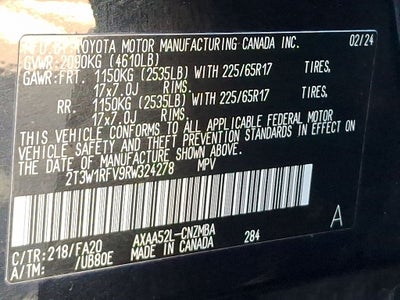 MFD. BY TOYOTA MOTOR MANUFACTURING CANADA INC. 02/24
GVWR: 2090KG (4610LB)
GAWR: FRT. 1150KG (2535LB) WITH 225/65R17 TIRES,
17x7.0J RIMS,
RR. 1150KG (2535LB) WITH 225/65R17 TIRES,
17x7.0J RIMS,
THIS VEHICLE CONFORMS TO ALL APPLICABLE FEDERAL MOTOR
VEHICLE SAFETY AND THEFT PREVENTION STANDARDS IN EFFECT
ON THE DATE OF MANUFACTURE SHOWN ABOVE.
2T3W1RFV9RW324278 MPV
A
C/TR: 218/FA20 AXAA52L-CNZMBA 284
A/TM: /UB80E MADE IN CANADA